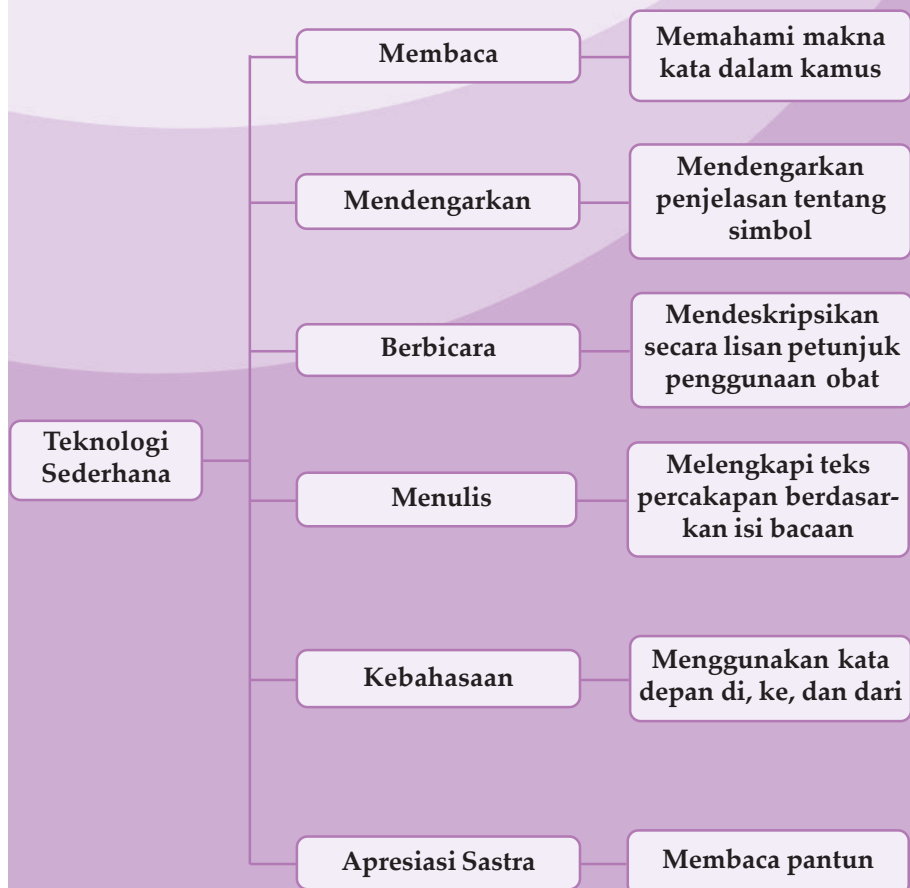 Membaca
Memahami makna
kata dalam kamus
Mendengarkan
Mendengarkan
penjelasan tentang
simbol
Berbicara
Mendeskripsikan
secara lisan petunjuk
penggunaan obat
Teknologi
Sederhana
Menulis
Melengkapi teks
percakapan berdasar-
kan isi bacaan
Kebahasaan
Menggunakan kata
depan di, ke, dan dari
Apresiasi Sastra
Membaca pantun